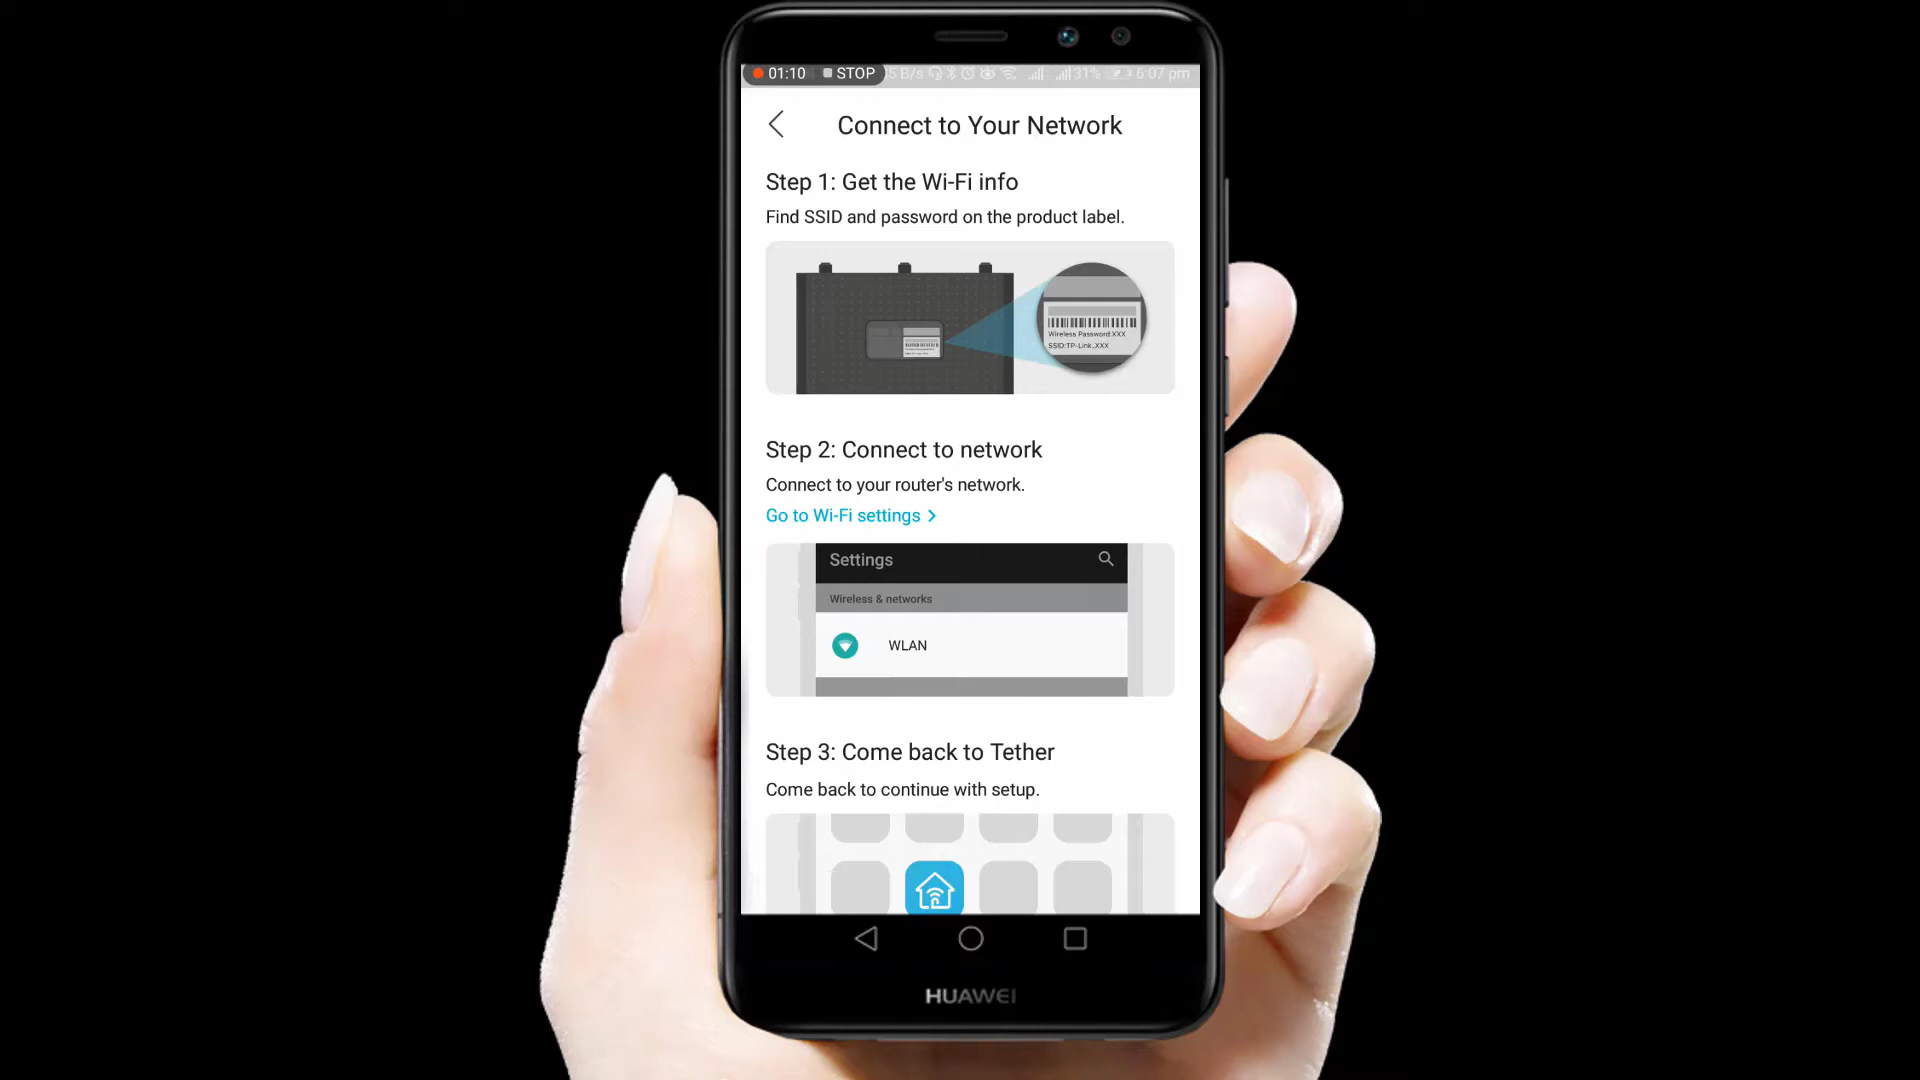 01:10 STOP 5 B/s 31% 6:07 pm
Connect to Your Network
Step 1: Get the Wi-Fi info
Find SSID and password on the product label.
Wireless Password:XXX
SSID:TP-Link_XXX
Step 2: Connect to network
Connect to your router's network.
Go to Wi-Fi settings >
Settings
Wireless & networks
WLAN
Step 3: Come back to Tether
Come back to continue with setup.
HUAWEI